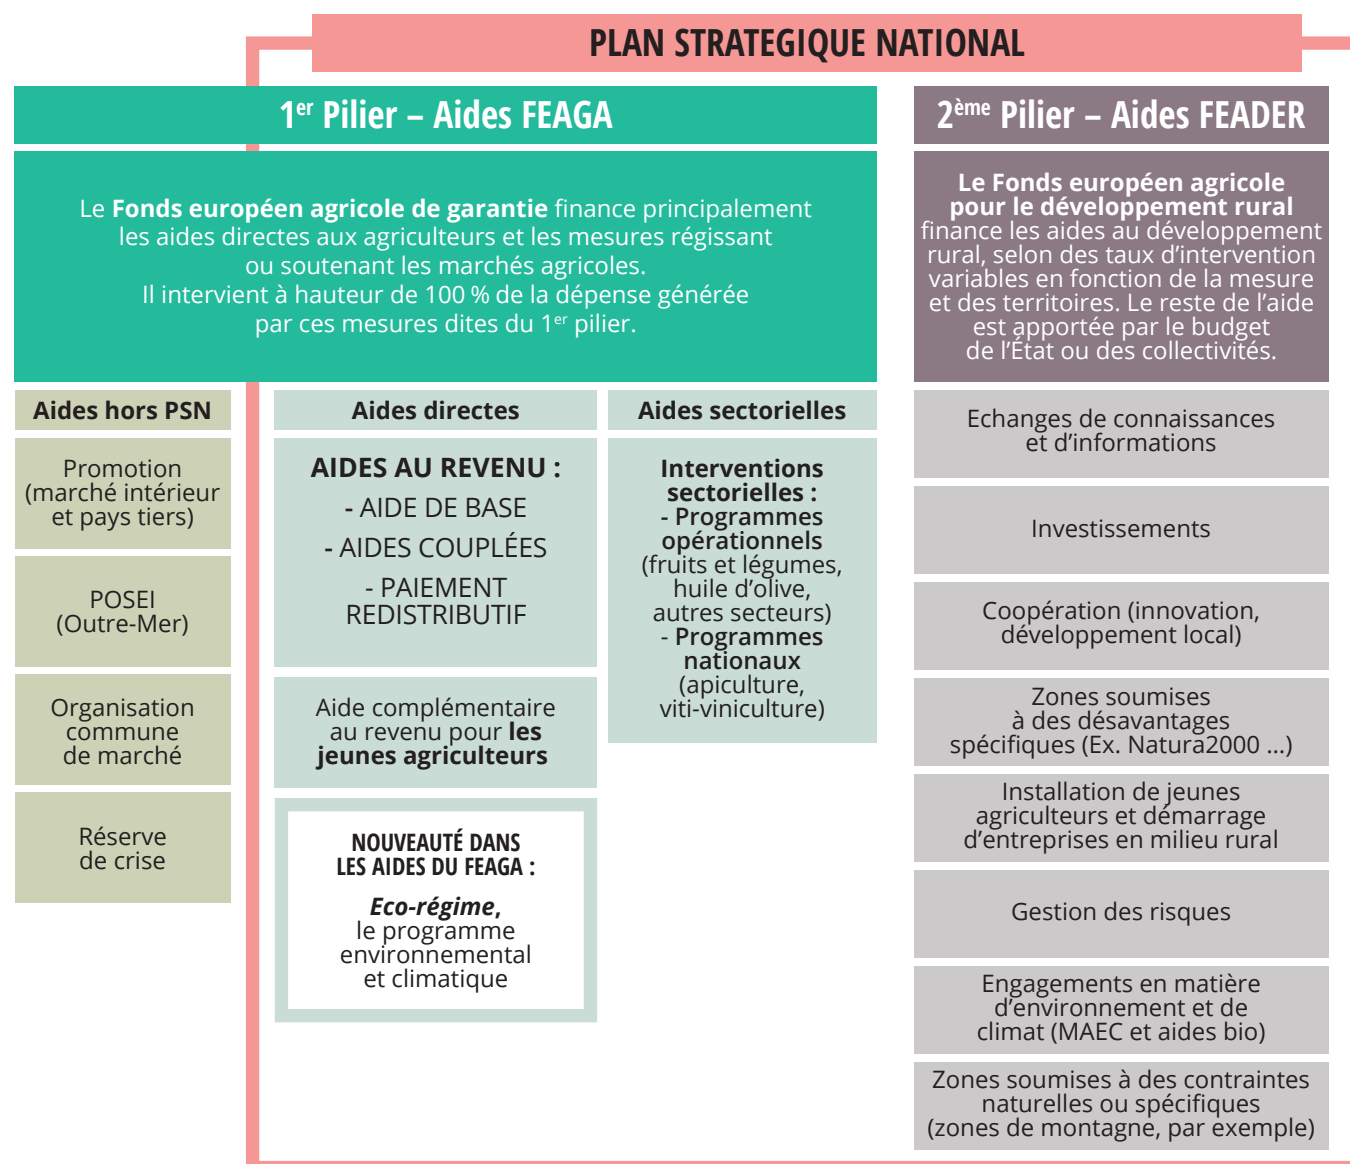 PLAN STRATEGIQUE NATIONAL
1er Pilier – Aides FEAGA
Le Fonds européen agricole de garantie finance principalement
les aides directes aux agriculteurs et les mesures régissant
ou soutenant les marchés agricoles.
Il intervient à hauteur de 100 % de la dépense générée
par ces mesures dites du 1er pilier.
Aides hors PSN
Promotion
(marché intérieur
et pays tiers)
POSEI
(Outre-Mer)
Organisation
commune
de marché
Réserve
de crise
Aides directes
AIDES AU REVENU :
- AIDE DE BASE
- AIDES COUPLÉES
- PAIEMENT
REDISTRIBUTIF
Aide complémentaire
au revenu pour les
jeunes agriculteurs
NOUVEAUTÉ DANS
LES AIDES DU FEAGA :
Eco-régime,
le programme
environnemental
et climatique
Aides sectorielles
Interventions
sectorielles :
- Programmes
opérationnels
(fruits et légumes,
huile d’olive,
autres secteurs)
- Programmes
nationaux
(apiculture,
viti-viniculture)
2ème Pilier – Aides FEADER
Le Fonds européen agricole
pour le développement rural
finance les aides au développement
rural, selon des taux d’intervention
variables en fonction de la mesure
et des territoires. Le reste de l’aide
est apportée par le budget
de l’État ou des collectivités.
Echanges de connaissances
et d’informations
Investissements
Coopération (innovation,
développement local)
Zones soumises
à des désavantages
spécifiques (Ex. Natura2000 ...)
Installation de jeunes
agriculteurs et démarrage
d’entreprises en milieu rural
Gestion des risques
Engagements en matière
d’environnement et de
climat (MAEC et aides bio)
Zones soumises à des contraintes
naturelles ou spécifiques
(zones de montagne, par exemple)